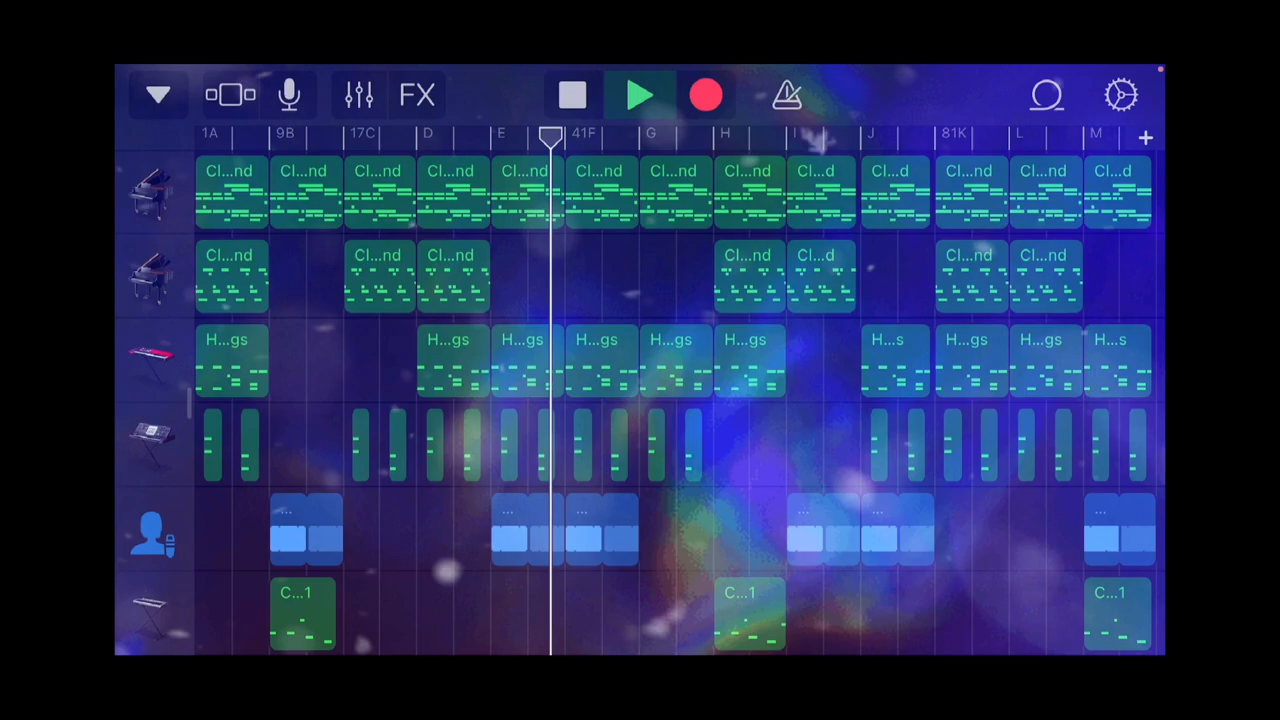 FX
1A 9B 17C D E 41F G H I J 81K L M +
Cl...nd Cl...nd Cl...nd Cl...nd Cl...nd Cl...nd Cl...nd Cl...nd Cl...d Cl...d Cl...nd Cl...nd Cl...d
Cl...nd Cl...nd Cl...nd Cl...nd Cl...d Cl...nd Cl...nd
H...gs H...gs H...gs H...gs H...gs H...gs H...s H...gs H...gs H...s
... ... ... ... ... ...
C...1 C...1 C...1